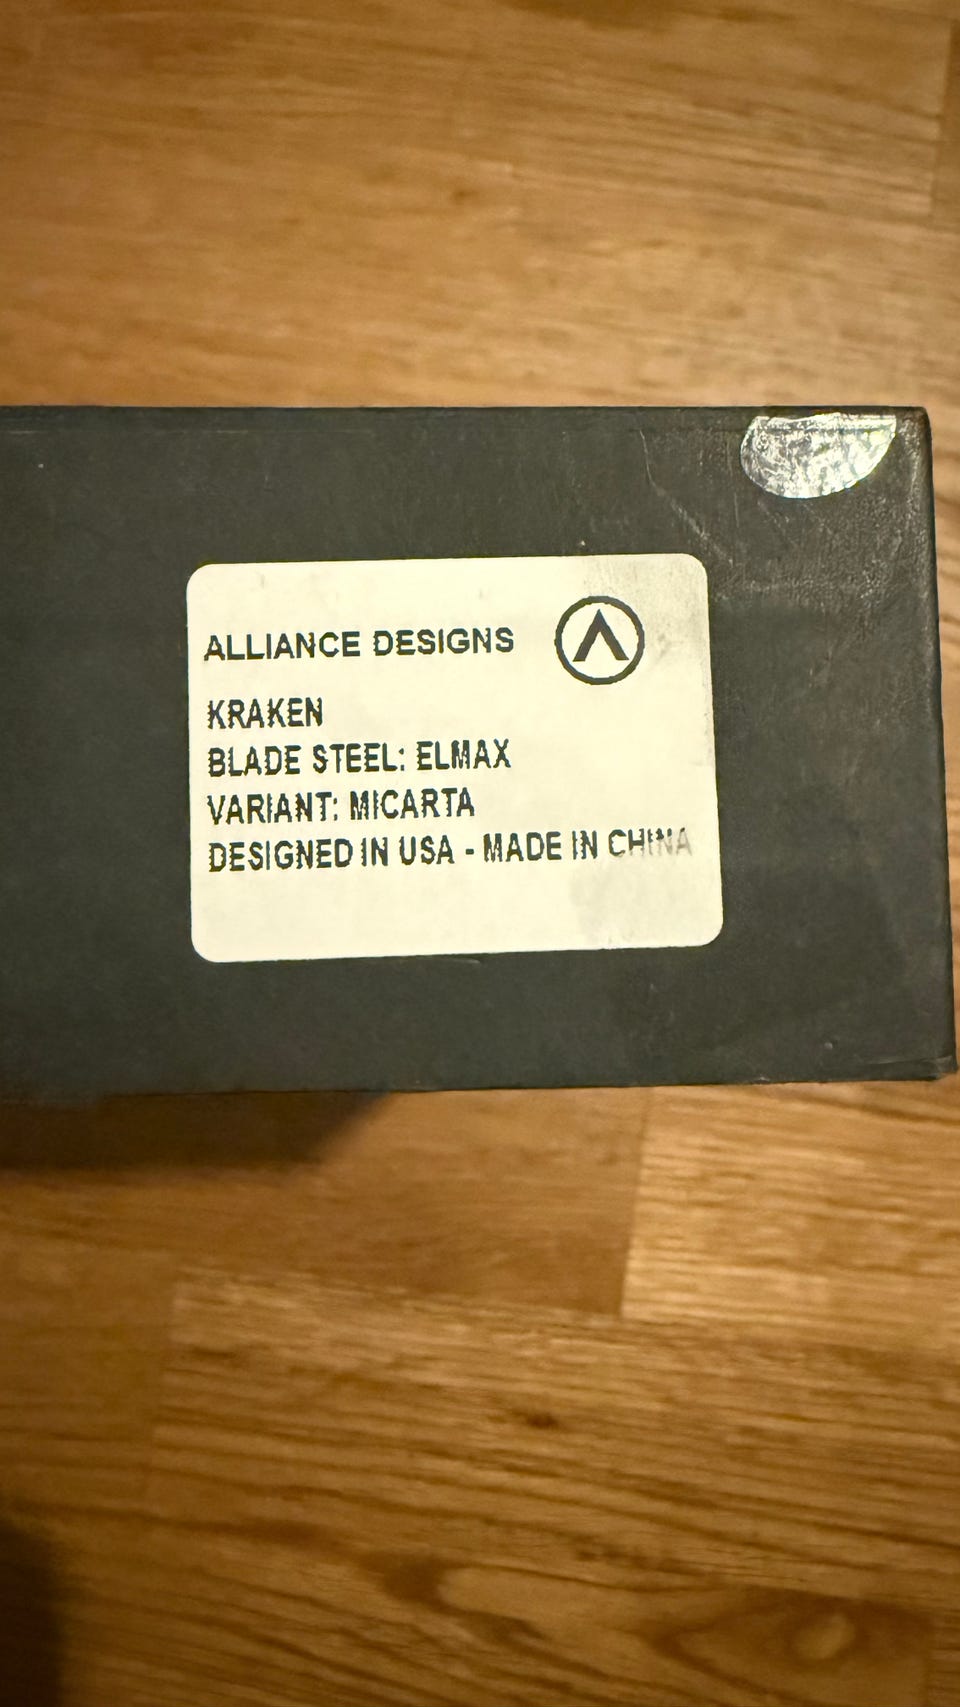 ALLIANCE DESIGNS
KRAKEN
BLADE STEEL: ELMAX
VARIANT: MICARTA
DESIGNED IN USA - MADE IN CHINA